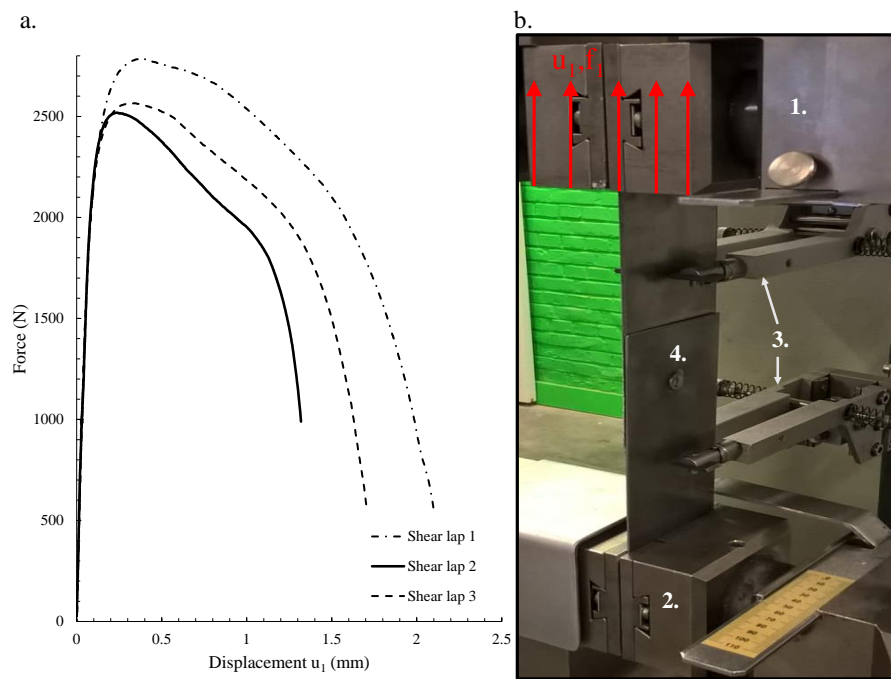 a.
b.
2500
2000
1500
1000
500
0
0
0.5
1
1.5
2
2.5
Force (N)
Displacement u₁ (mm)
Shear lap 1
Shear lap 2
Shear lap 3
u₁,f₁
1.
3.
4.
2.